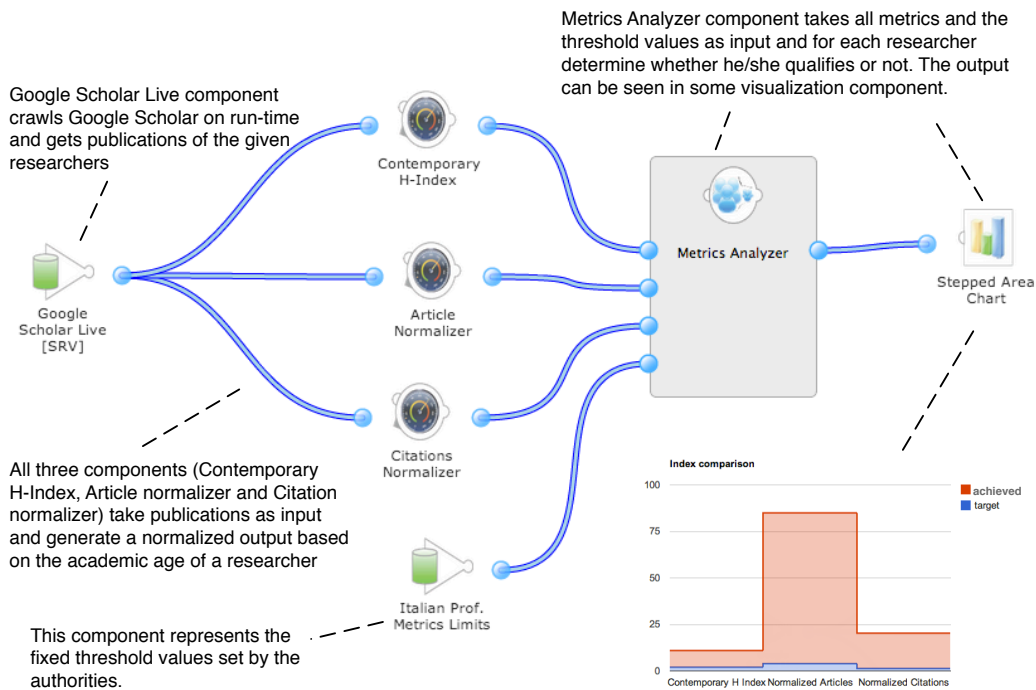 Metrics Analyzer component takes all metrics and the
threshold values as input and for each researcher
determine whether he/she qualifies or not. The output
can be seen in some visualization component.
Google Scholar Live component
crawls Google Scholar on run-time
and gets publications of the given
researchers
Contemporary
H-Index
Metrics Analyzer
Google
Scholar Live
[SRV]
Article
Normalizer
Stepped Area
Chart
Citations
Normalizer
All three components (Contemporary
H-Index, Article normalizer and Citation
normalizer) take publications as input
and generate a normalized output based
on the academic age of a researcher
Italian Prof.
Metrics Limits
This component represents the
fixed threshold values set by the
authorities.
Index comparison
100
75
50
25
0
achieved
target
Contemporary H Index Normalized Articles Normalized Citations